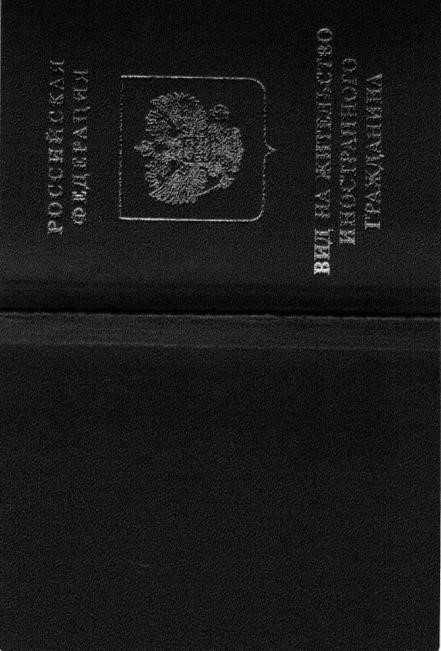 РОССИЙСКАЯ
ФЕДЕРАЦИЯ
ВИД НА ЖИТЕЛЬСТВО
ИНОСТРАННОГО
ГРАЖДАНИНА